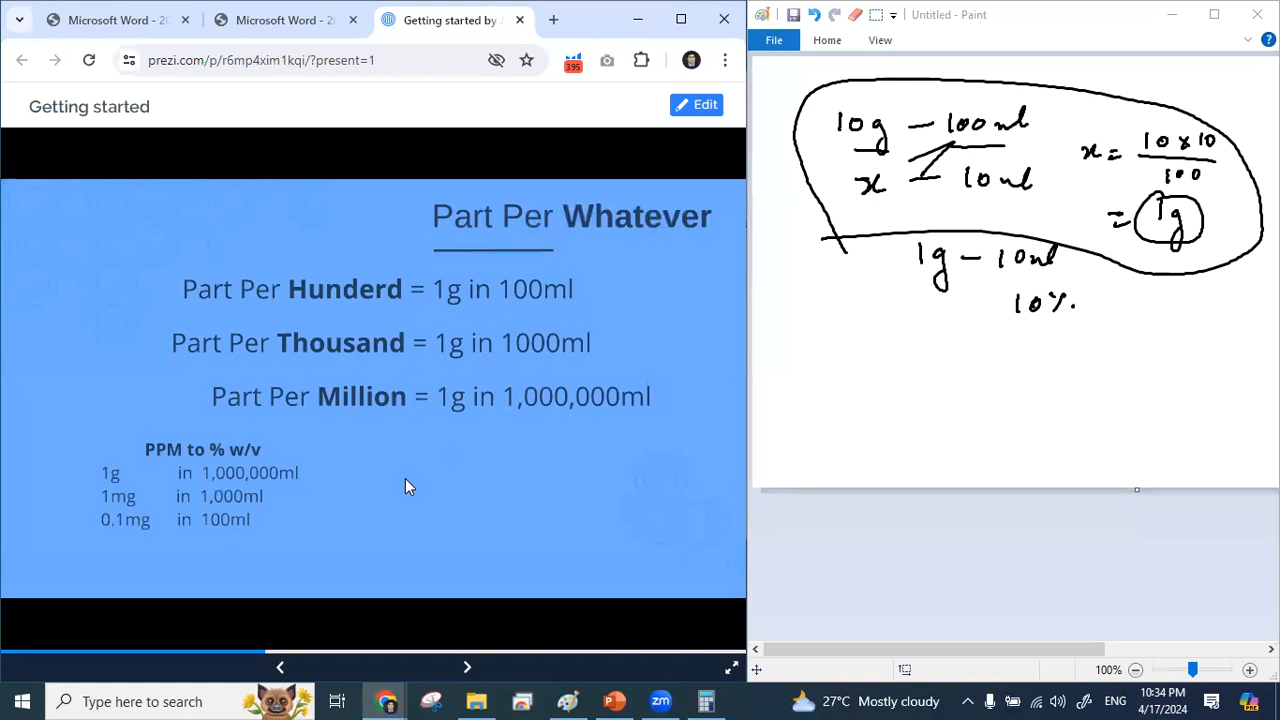 Microsoft Word - 20
Microsoft Word - 20
Getting started by J
prezi.com/p/r6mp4xim1kqi/?present=1
395
Getting started
Edit
Part Per Whatever
Part Per Hunderd = 1g in 100ml
Part Per Thousand = 1g in 1000ml
Part Per Million = 1g in 1,000,000ml
PPM to % w/v
1g in 1,000,000ml
1mg in 1,000ml
0.1mg in 100ml
Untitled - Paint
File Home View
10g - 100ml
x - 10ml
x = 10 x 10
100
= 1g
1g - 10ml
10%.
100%
Type here to search
27°C Mostly cloudy
ENG
10:34 PM
4/17/2024